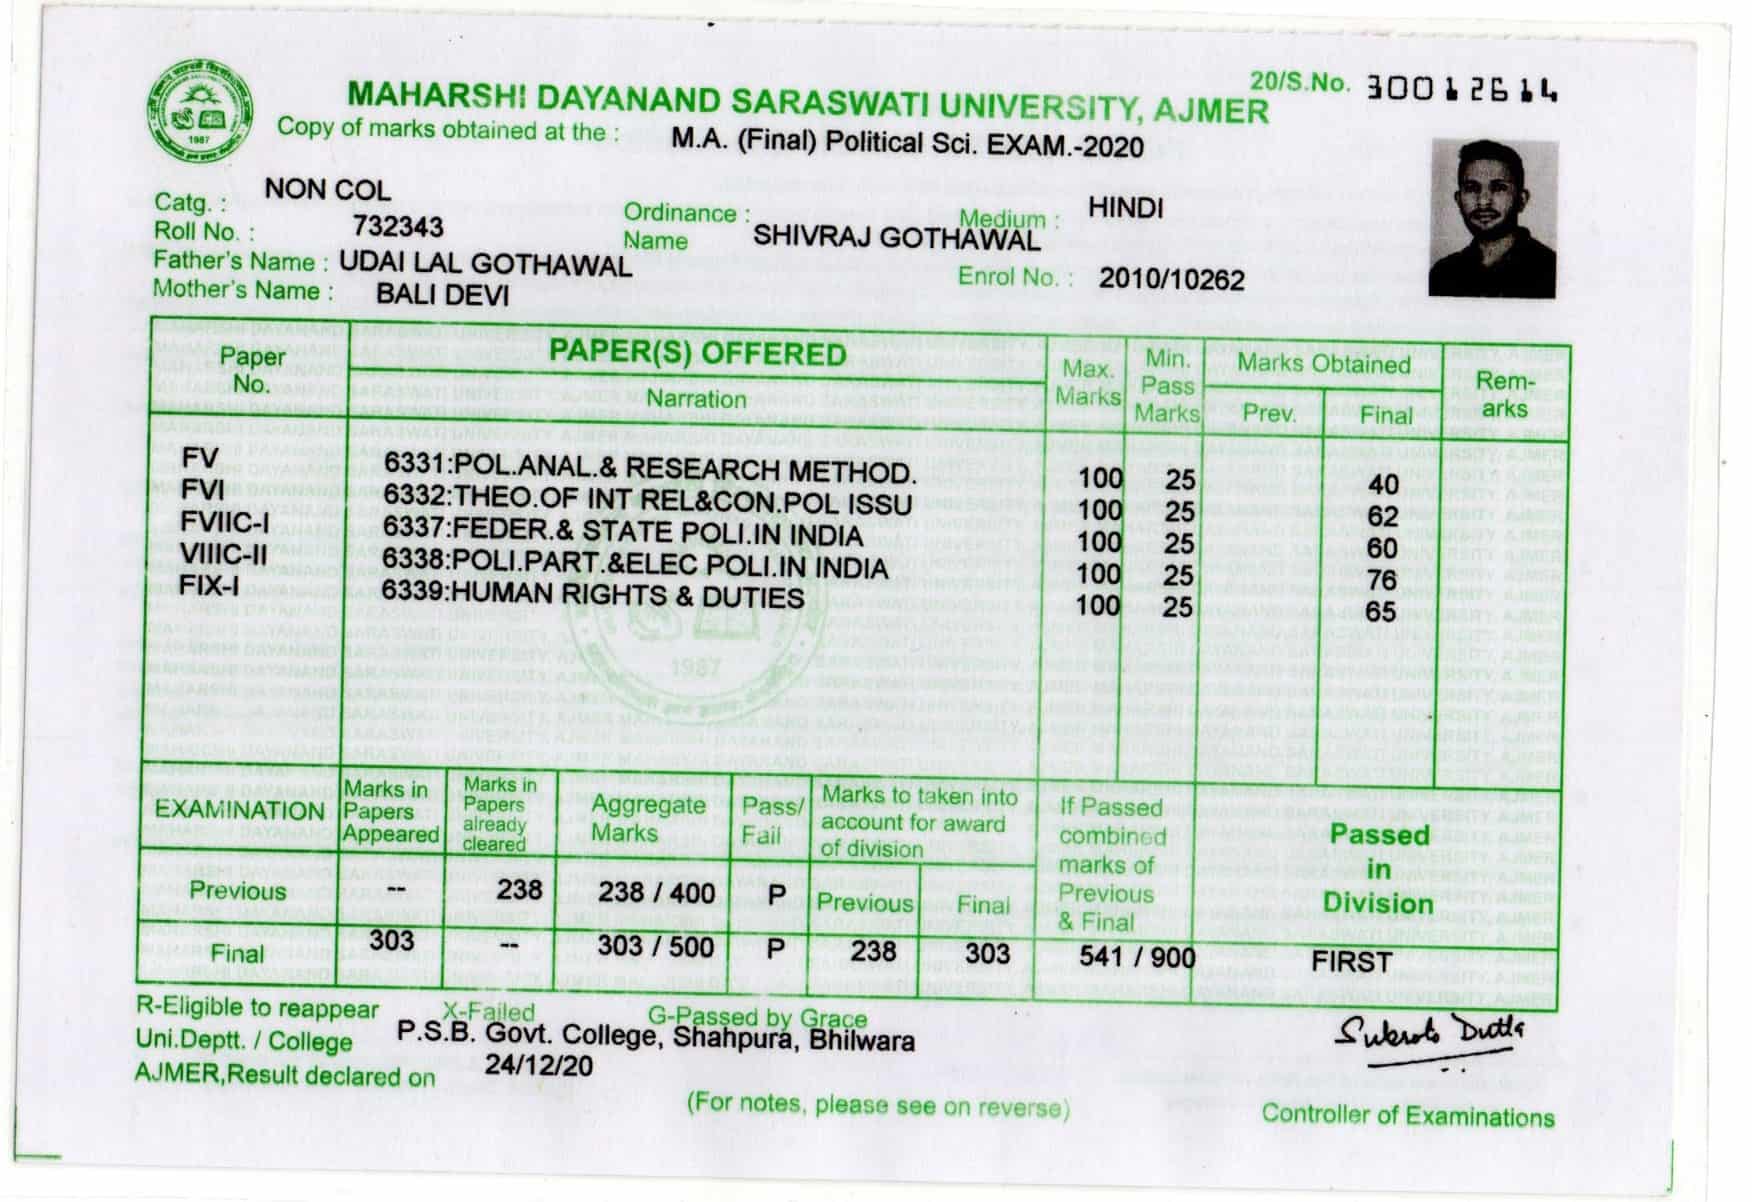 20/S.No. 30012614
MAHARSHI DAYANAND SARASWATI UNIVERSITY, AJMER
Copy of marks obtained at the : M.A. (Final) Political Sci. EXAM.-2020
1987
Catg. : NON COL Ordinance : Medium : HINDI
Roll No. : 732343 Name SHIVRAJ GOTHAWAL
Father's Name : UDAI LAL GOTHAWAL Enrol No. : 2010/10262
Mother's Name : BALI DEVI
Paper No. PAPER(S) OFFERED Max. Marks Min. Pass Marks Marks Obtained Rem-arks
Narration Prev. Final
FV 6331:POL.ANAL.& RESEARCH METHOD. 100 25 40
FVI 6332:THEO.OF INT REL&CON.POL ISSU 100 25 62
FVIIC-I 6337:FEDER.& STATE POLI.IN INDIA 100 25 60
VIIIC-II 6338:POLI.PART.&ELEC POLI.IN INDIA 100 25 76
FIX-I 6339:HUMAN RIGHTS & DUTIES 100 25 65
1987
EXAMINATION Marks in Papers Appeared Marks in Papers already cleared Aggregate Marks Pass/ Fail Marks to taken into account for award of division If Passed combined marks of Previous & Final Passed in Division
Previous -- 238 238 / 400 P Previous Final
Final 303 -- 303 / 500 P 238 303 541 / 900 FIRST
R-Eligible to reappear X-Failed G-Passed by Grace
Uni.Deptt. / College P.S.B. Govt. College, Shahpura, Bhilwara
AJMER,Result declared on 24/12/20
(For notes, please see on reverse)
Controller of Examinations